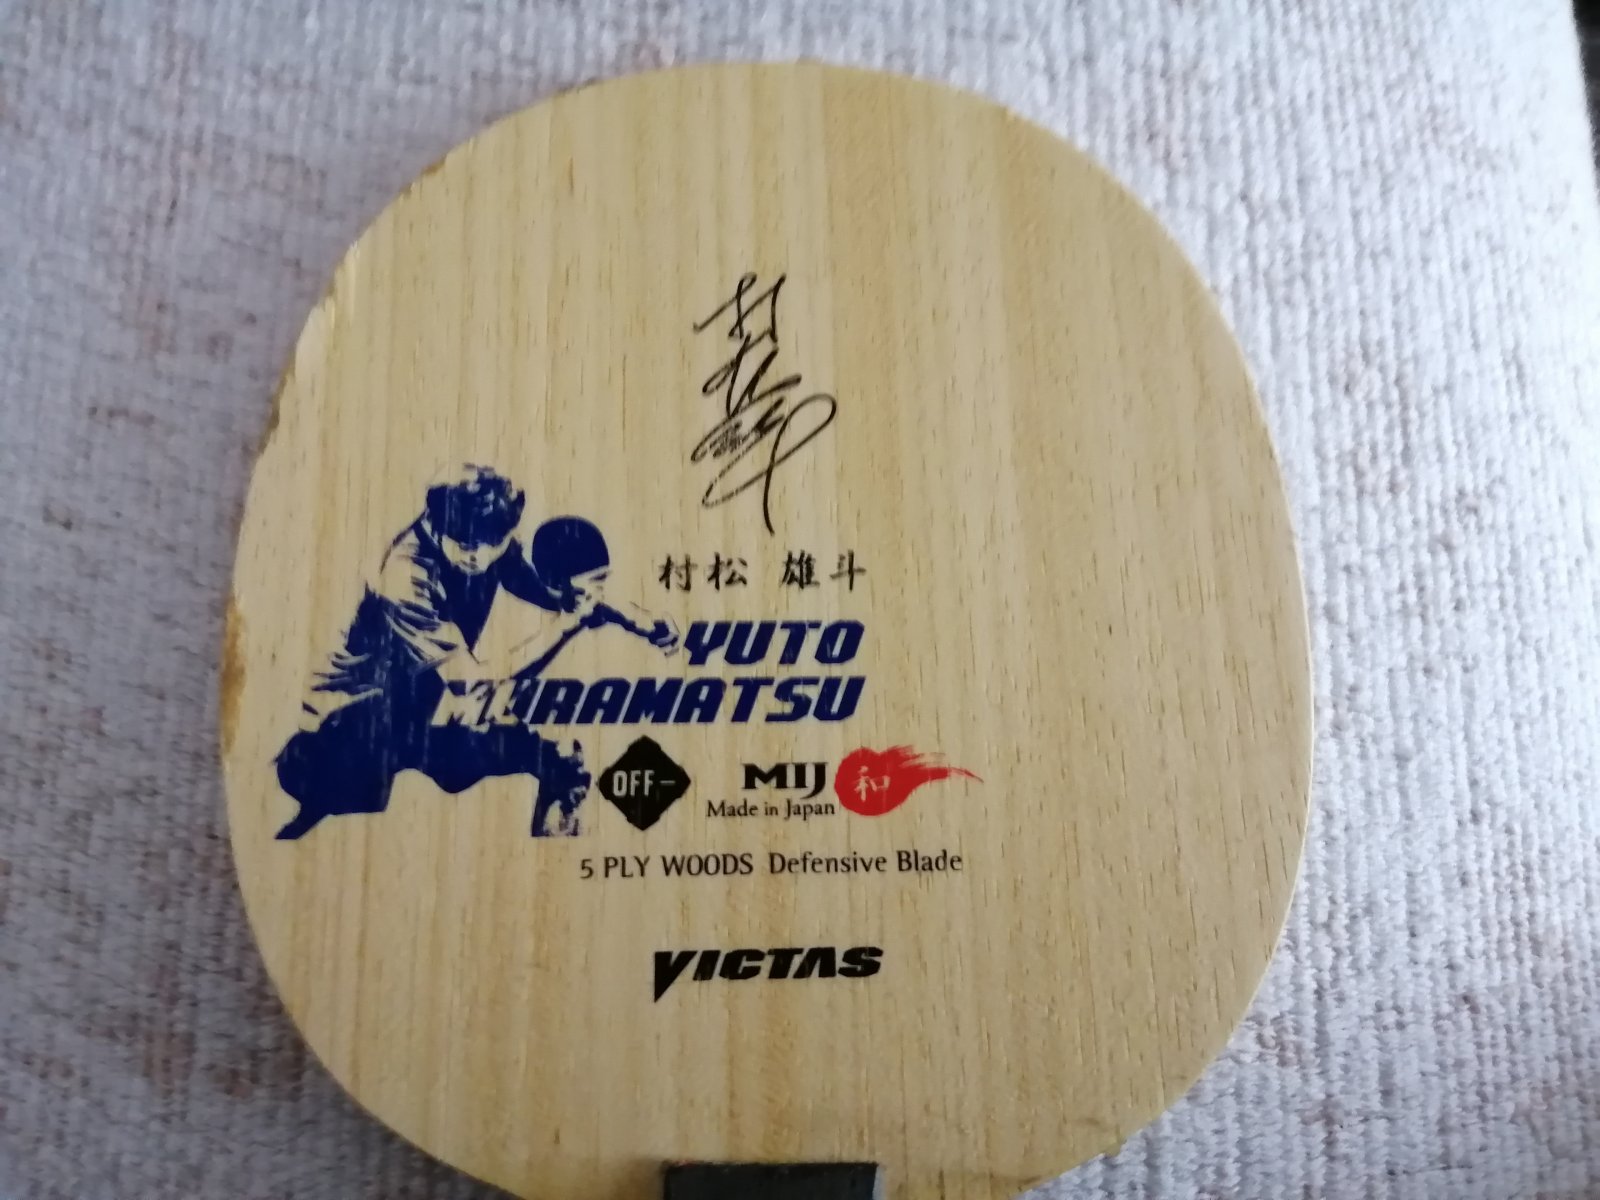 村松 雄斗
YUTO
MURAMATSU
OFF-
MIJ 和
Made in Japan
5 PLY WOODS Defensive Blade
VICTAS